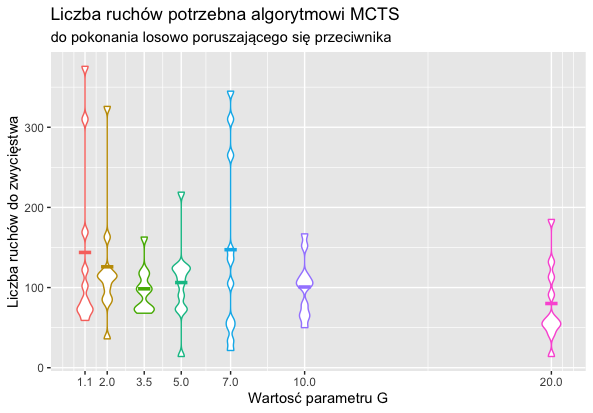 Liczba ruchów potrzebna algorytmowi MCTS
do pokonania losowo poruszającego się przeciwnika
Liczba ruchów do zwycięstwa
300
200
100
0
1.1 2.0 3.5 5.0 7.0 10.0 20.0
Wartość parametru G